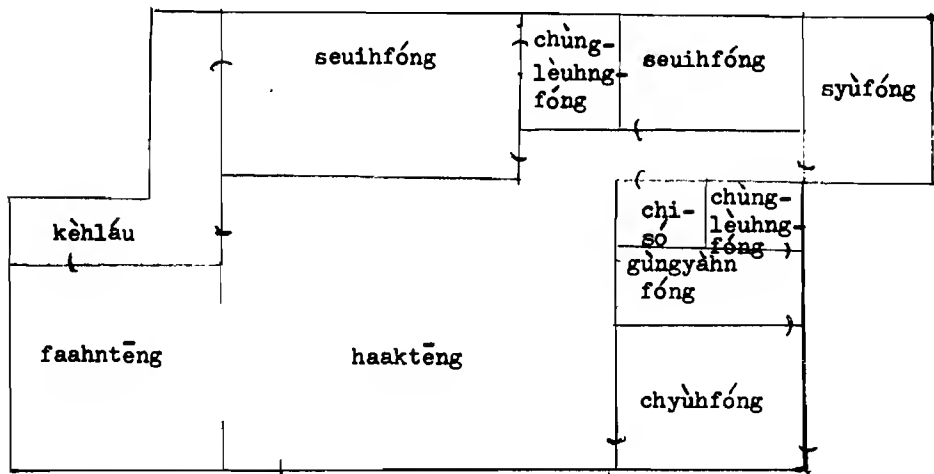 seuihfóng
chùng-
lèuhng-
fóng
seuihfóng
syùfóng
kèhláu
chi-
só
chùng-
lèuhng-
fóng
gùngyàhn
fóng
faahntēng
haaktēng
chyùhfóng